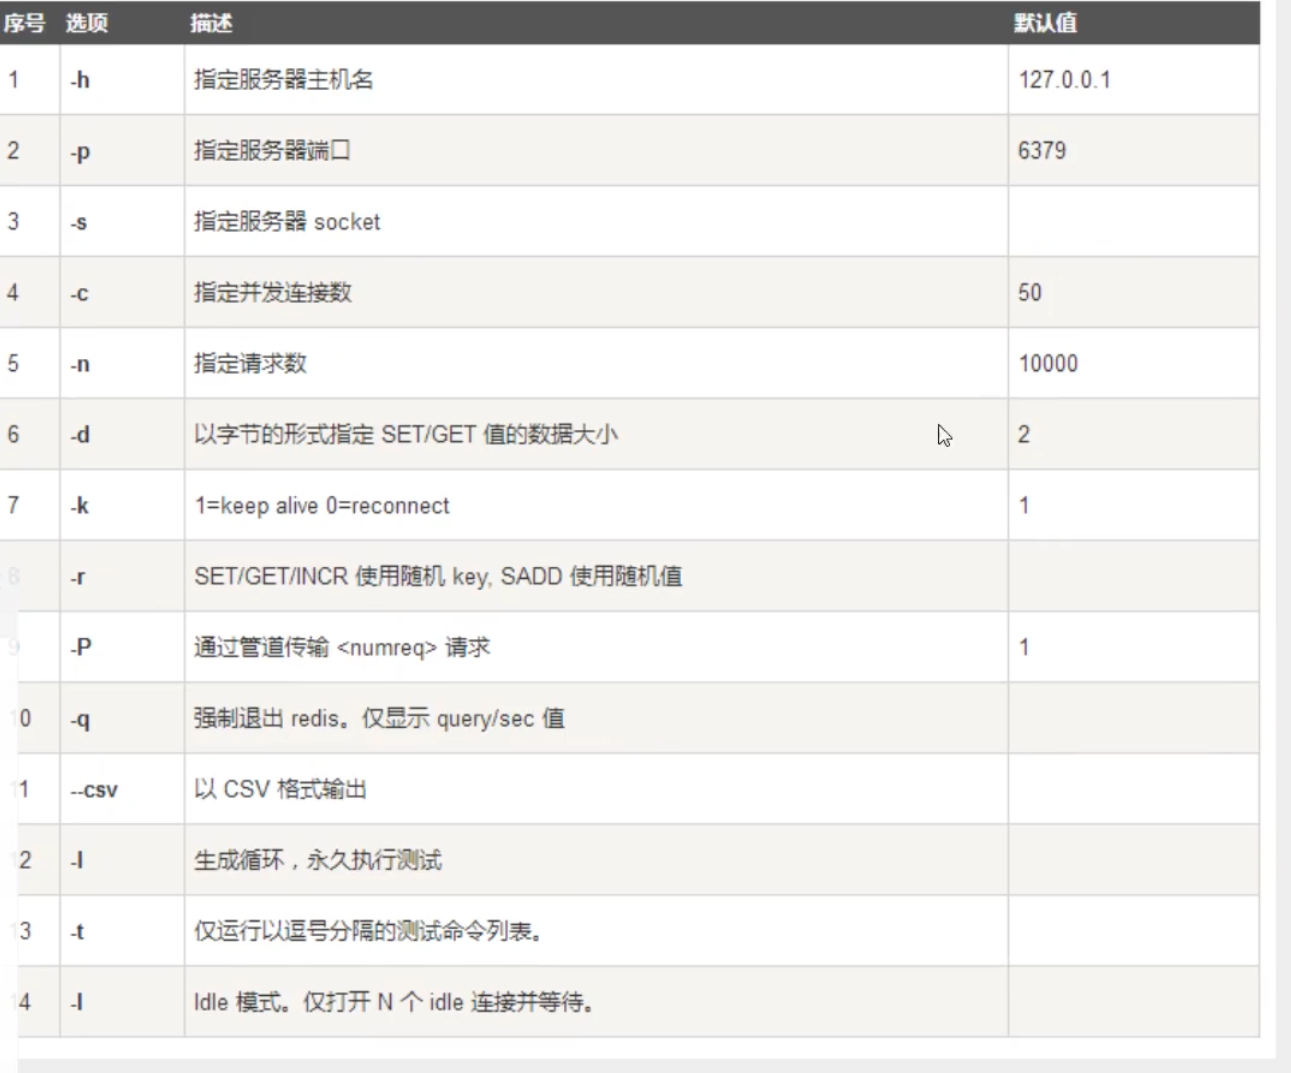 序号 选项 描述 默认值
1 -h 指定服务器主机名 127.0.0.1
2 -p 指定服务器端口 6379
3 -s 指定服务器 socket
4 -c 指定并发连接数 50
5 -n 指定请求数 10000
6 -d 以字节的形式指定 SET/GET 值的数据大小 2
7 -k 1=keep alive 0=reconnect 1
8 -r SET/GET/INCR 使用随机 key, SADD 使用随机值
9 -P 通过管道传输 <numreq> 请求 1
10 -q 强制退出 redis。仅显示 query/sec 值
11 --csv 以 CSV 格式输出
12 -l 生成循环，永久执行测试
13 -t 仅运行以逗号分隔的测试命令列表。
14 -I Idle 模式。仅打开 N 个 idle 连接并等待。